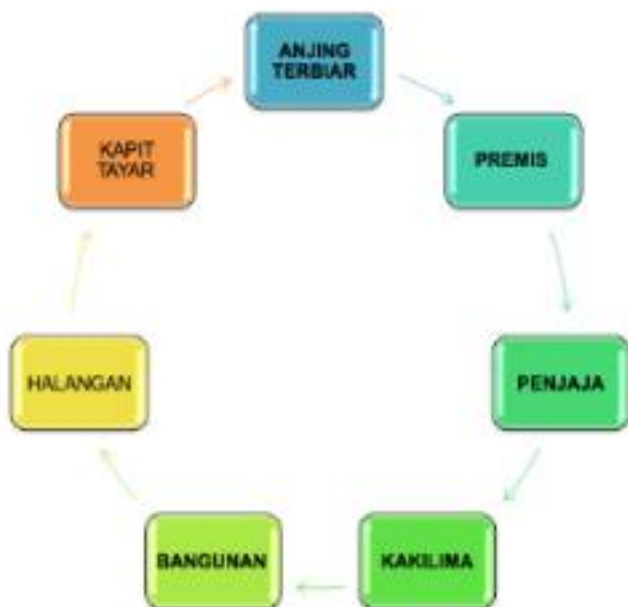 ANJING
TERBIAR
PREMIS
PENJAJA
KAKILIMA
BANGUNAN
HALANGAN
KAPIT
TAYAR